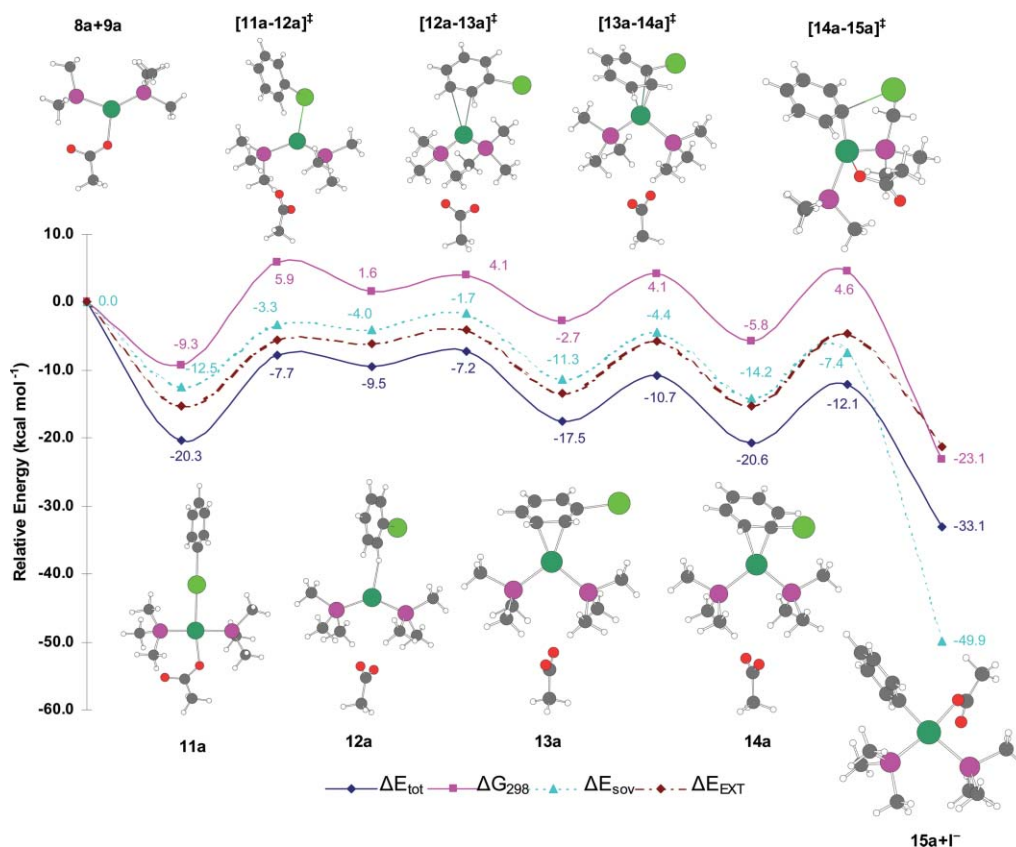 8a+9a
[11a-12a]‡
[12a-13a]‡
[13a-14a]‡
[14a-15a]‡
Relative Energy (kcal mol⁻¹)
10.0
0.0
-10.0
-20.0
-30.0
-40.0
-50.0
-60.0
0.0
-9.3
-12.5
-20.3
5.9
-3.3
-7.7
1.6
-4.0
-9.5
4.1
-1.7
-7.2
-2.7
-11.3
-17.5
4.1
-4.4
-10.7
-5.8
-14.2
-20.6
4.6
-7.4
-12.1
-23.1
-33.1
-49.9
11a
12a
13a
14a
15a+I⁻
ΔEtot
ΔG298
ΔEsov
ΔEEXT